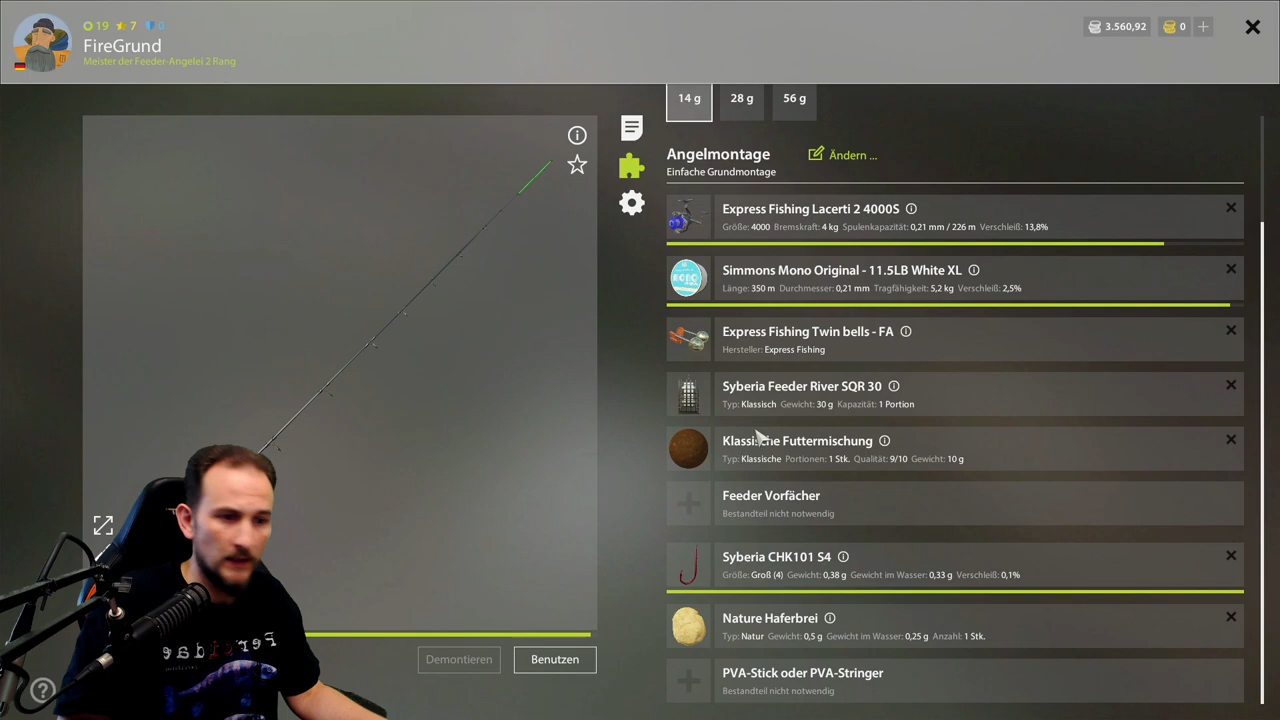 19 7 0
FireGrund
Meister der Feeder-Angelei 2 Rang
3.560,92
0
14 g
28 g
56 g
Angelmontage
Ändern ...
Einfache Grundmontage
Express Fishing Lacerti 2 4000S
Größe: 4000 Bremskraft: 4 kg Spulenkapazität: 0,21 mm / 226 m Verschleiß: 13,8%
Simmons Mono Original - 11.5LB White XL
Länge: 350 m Durchmesser: 0,21 mm Tragfähigkeit: 5,2 kg Verschleiß: 2,5%
Express Fishing Twin bells - FA
Hersteller: Express Fishing
Syberia Feeder River SQR 30
Typ: Klassisch Gewicht: 30 g Kapazität: 1 Portion
Klassische Futtermischung
Typ: Klassische Portionen: 1 Stk. Qualität: 9/10 Gewicht: 10 g
Feeder Vorfächer
Bestandteil nicht notwendig
Syberia CHK101 S4
Größe: Groß (4) Gewicht: 0,38 g Gewicht im Wasser: 0,33 g Verschleiß: 0,1%
Nature Haferbrei
Typ: Natur Gewicht: 0,5 g Gewicht im Wasser: 0,25 g Anzahl: 1 Stk.
PVA-Stick oder PVA-Stringer
Bestandteil nicht notwendig
Demontieren
Benutzen